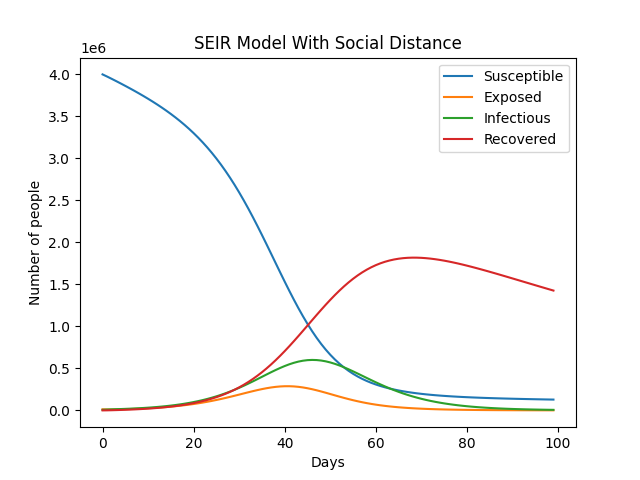 SEIR Model With Social Distance
1e6
Susceptible
Exposed
Infectious
Recovered
4.0
3.5
3.0
2.5
2.0
1.5
1.0
0.5
0.0
Number of people
0 20 40 60 80 100
Days